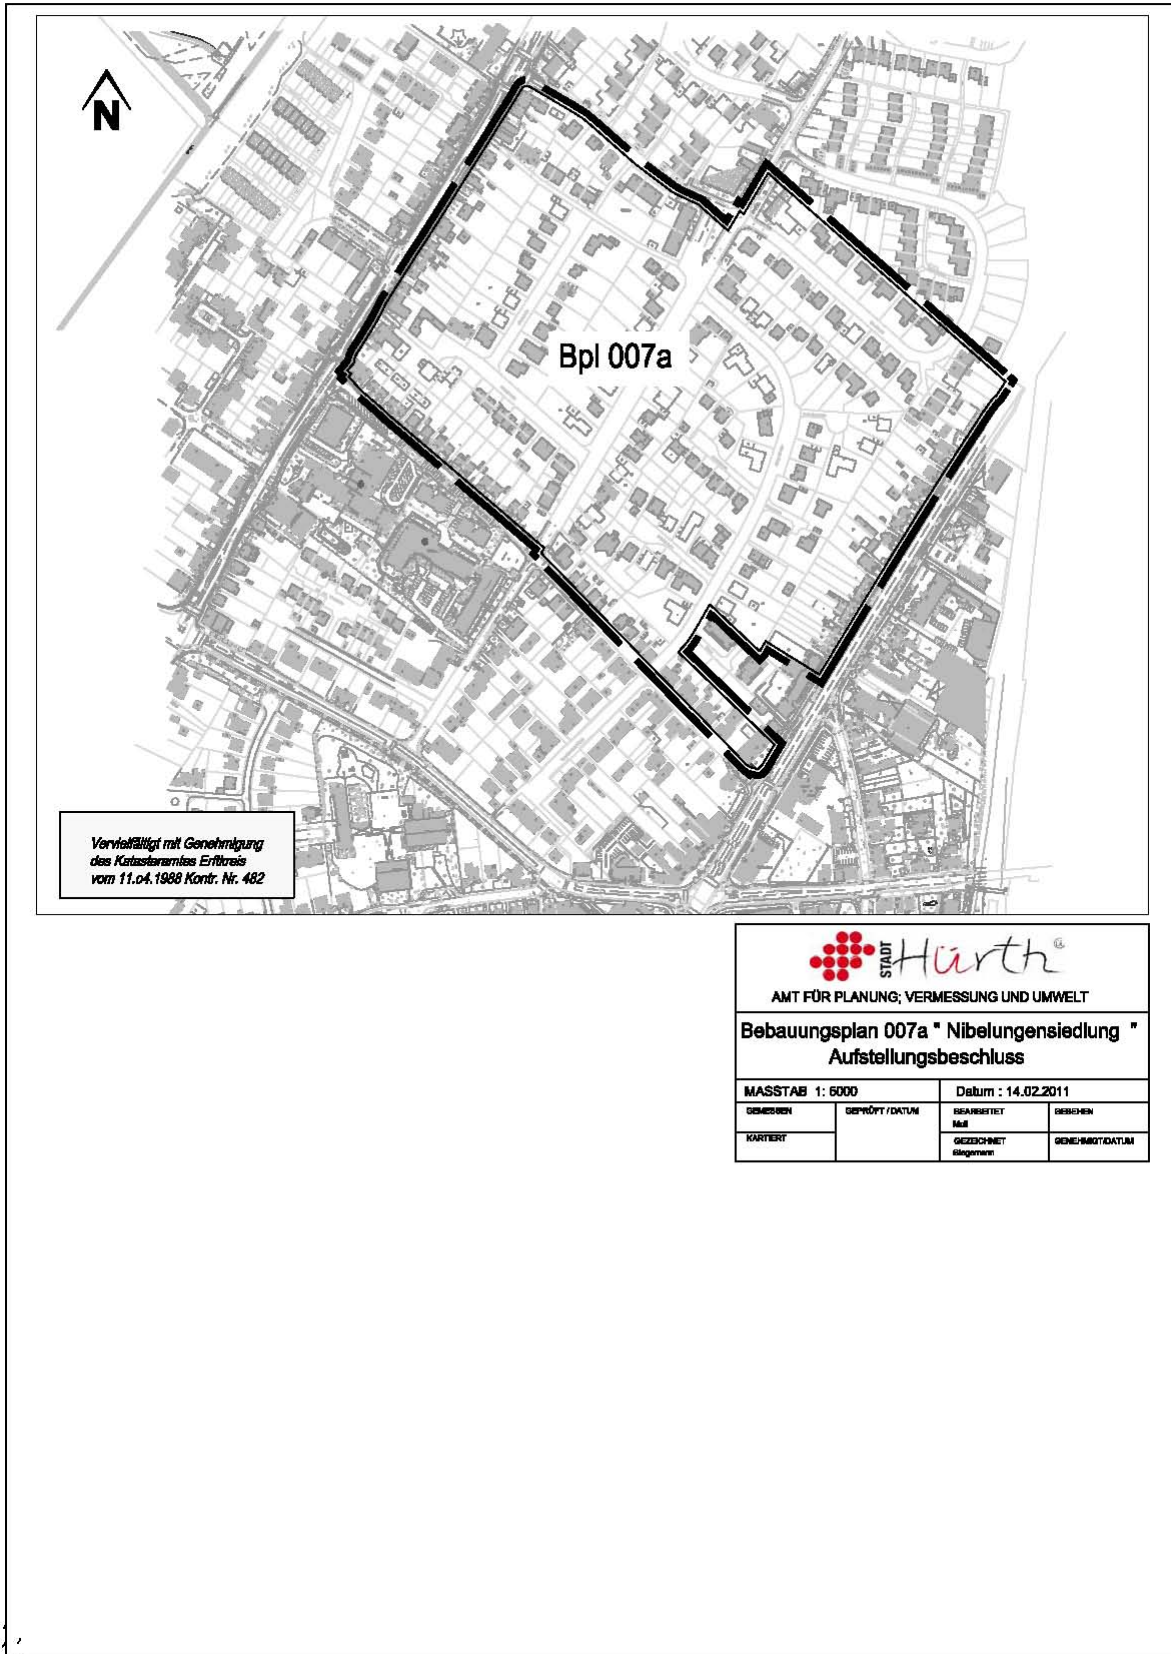 N
Bpl 007a
Vervielfältigt mit Genehmigung
des Katasteramtes Erftkreis
vom 11.o4.1988 Kontr. Nr. 482
STADT Hürth
AMT FÜR PLANUNG; VERMESSUNG UND UMWELT
Bebauungsplan 007a " Nibelungensiedlung "
Aufstellungsbeschluss
MASSTAB 1: 5000 Datum : 14.02.2011
GEMESSEN GEPRÜFT / DATUM BEARBEITET GESEHEN
KARTIERT GEZEICHNET GENEHMIGT/DATUM